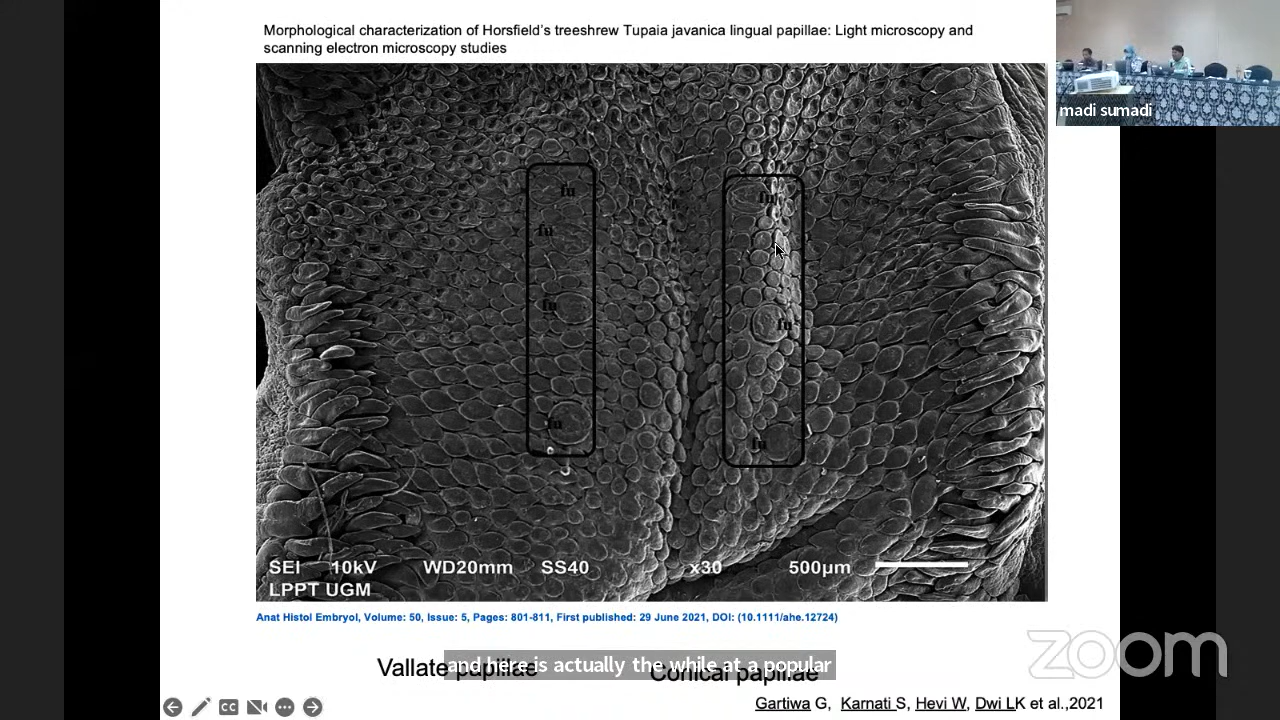 Morphological characterization of Horsfield's treeshrew Tupaia javanica lingual papillae: Light microscopy and
scanning electron microscopy studies
madi sumadi
fu
fu
fu
fu
fu
fu
fu
SEI 10kV WD20mm SS40 x30 500µm
LPPT UGM
Anat Histol Embryol, Volume: 50, Issue: 5, Pages: 801-811, First published: 29 June 2021, DOI: (10.1111/ahe.12724)
Vallate pupillae Conical papillae
and here is actually the while at a popular
zoom
CC
Gartiwa G, Karnati S, Hevi W, Dwi LK et al.,2021